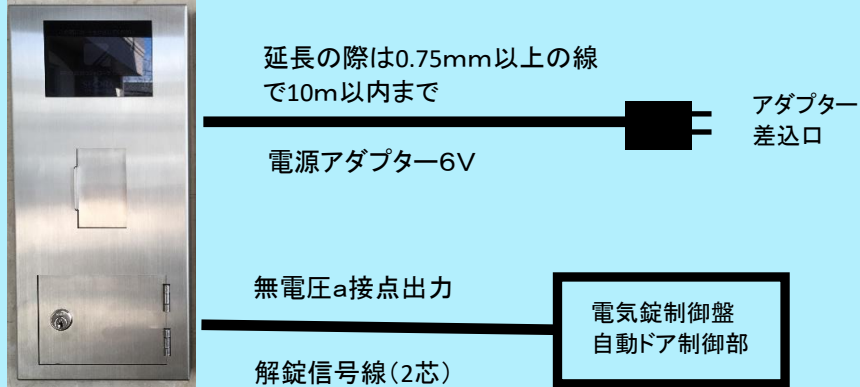 延長の際は0.75mm以上の線
で10m以内まで
アダプター
差込口
電源アダプター6V
無電圧a接点出力
電気錠制御盤
自動ドア制御部
解錠信号線(2芯)